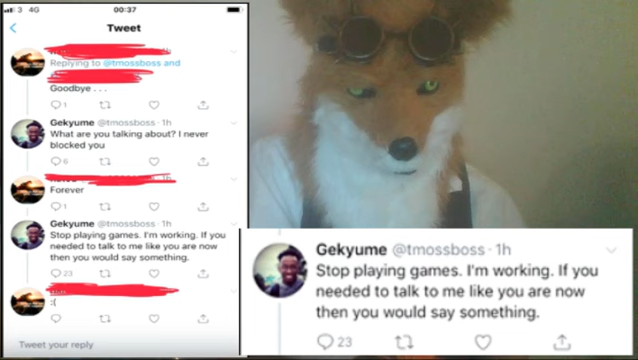 3 4G 00:37
Tweet
Replying to @tmossboss and
Goodbye . . .
1
Gekyume @tmossboss · 1h
What are you talking about? I never
blocked you
6
1h
Forever
1
Gekyume @tmossboss · 1h
Stop playing games. I'm working. If you
needed to talk to me like you are now
then you would say something.
23
:(
Tweet your reply
Gekyume @tmossboss · 1h
Stop playing games. I'm working. If you
needed to talk to me like you are now
then you would say something.
23